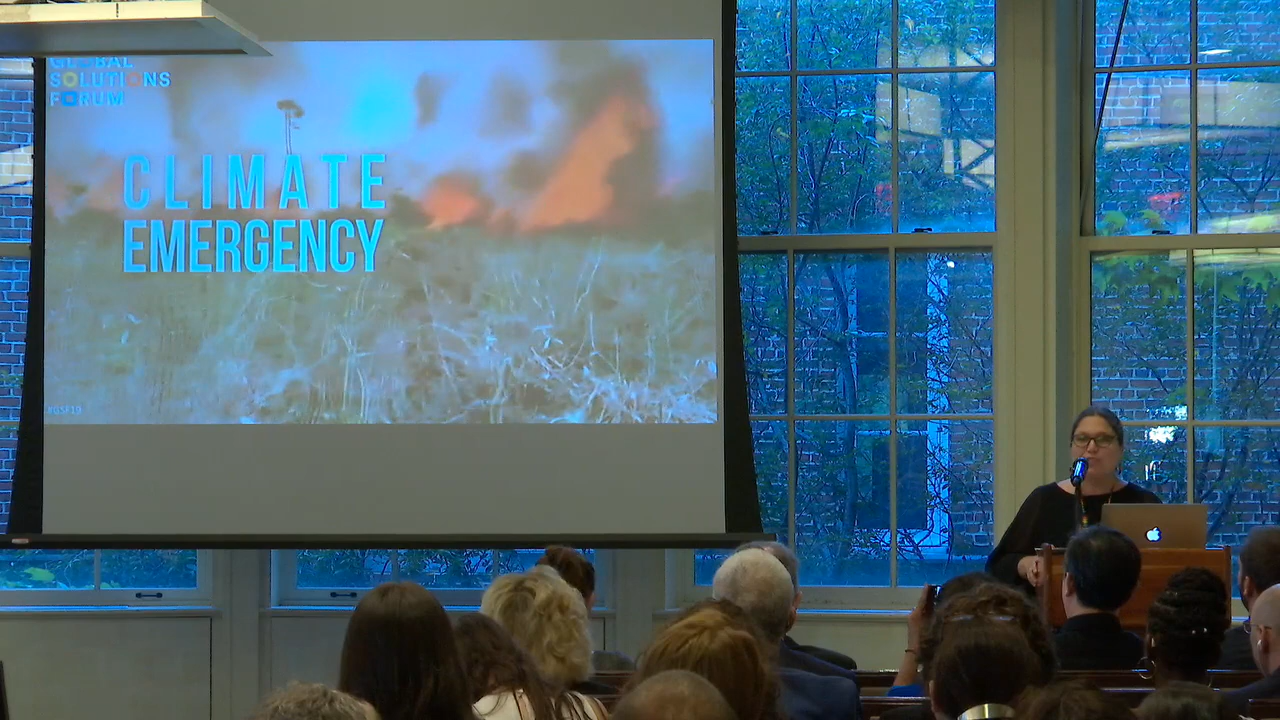 GLOBAL
SOLUTIONS
FORUM
CLIMATE
EMERGENCY
#GSF19